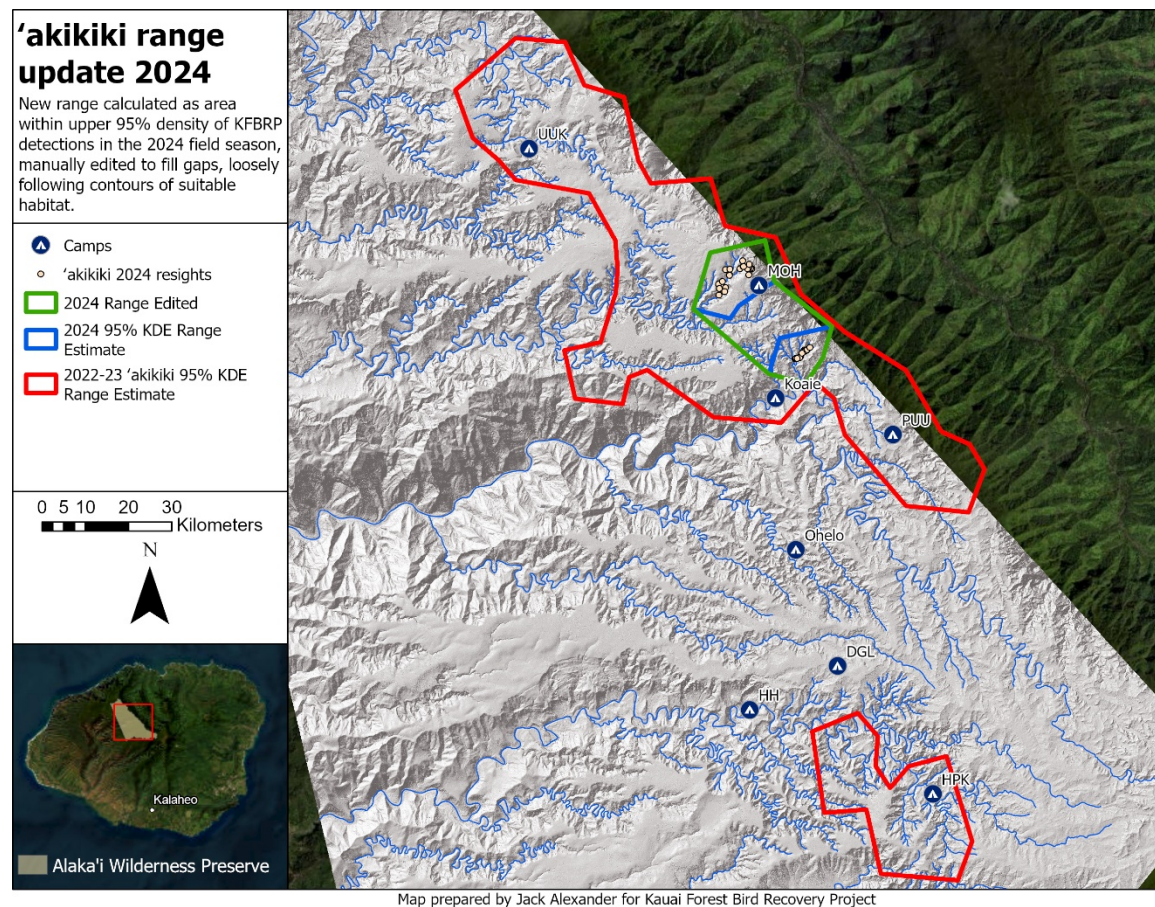 ‘akikiki range
update 2024
New range calculated as area
within upper 95% density of KFBRP
detections in the 2024 field season,
manually edited to fill gaps, loosely
following contours of suitable
habitat.
Camps
‘akikiki 2024 resights
2024 Range Edited
2024 95% KDE Range
Estimate
2022-23 ‘akikiki 95% KDE
Range Estimate
0 5 10 20 30
Kilometers
N
Kalaheo
Alaka'i Wilderness Preserve
UUK
MOH
Koaie
PUU
Ohelo
DGL
HH
HPK
Map prepared by Jack Alexander for Kauai Forest Bird Recovery Project